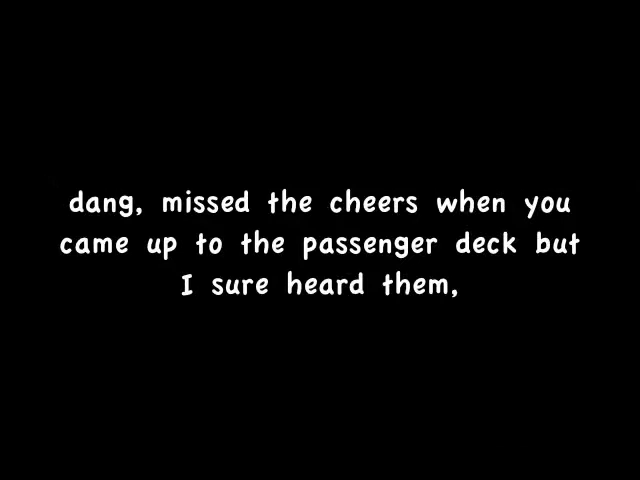 dang, missed the cheers when you
came up to the passenger deck but
I sure heard them,